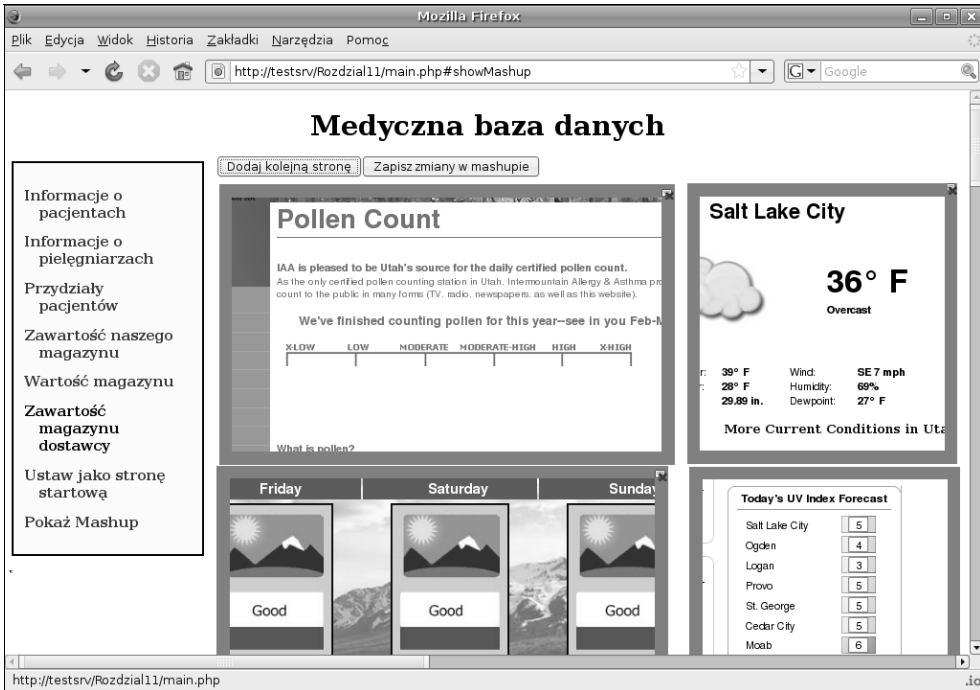 Mozilla Firefox
Plik Edycja Widok Historia Zakładki Narzędzia Pomoc
http://testsrv/Rozdzial11/main.php#showMashup
G Google
Medyczna baza danych
Dodaj kolejną stronę Zapisz zmiany w mashupie
Informacje o
pacjentach
Informacje o
pielęgniarzach
Przydziały
pacjentów
Zawartość naszego
magazynu
Wartość magazynu
Zawartość
magazynu
dostawcy
Ustaw jako stronę
startową
Pokaż Mashup
Pollen Count
IAA is pleased to be Utah's source for the daily certified pollen count.
As the only certified pollen counting station in Utah, Intermountain Allergy & Asthma pr
count to the public in many forms (TV, radio, newspapers, as well as this website).
We've finished counting pollen for this year--see in you Feb-M
X-LOW LOW MODERATE MODERATE-HIGH HIGH X-HIGH
What is pollen?
Salt Lake City
36° F
Overcast
r: 39° F Wind: SE 7 mph
r: 28° F Humidity: 69%
29.89 in. Dewpoint: 27° F
More Current Conditions in Uta
Friday Saturday Sunday
Good Good Good
Today's UV Index Forecast
Salt Lake City 5
Ogden 4
Logan 3
Provo 5
St. George 5
Cedar City 5
Moab 6
http://testsrv/Rozdzial11/main.php